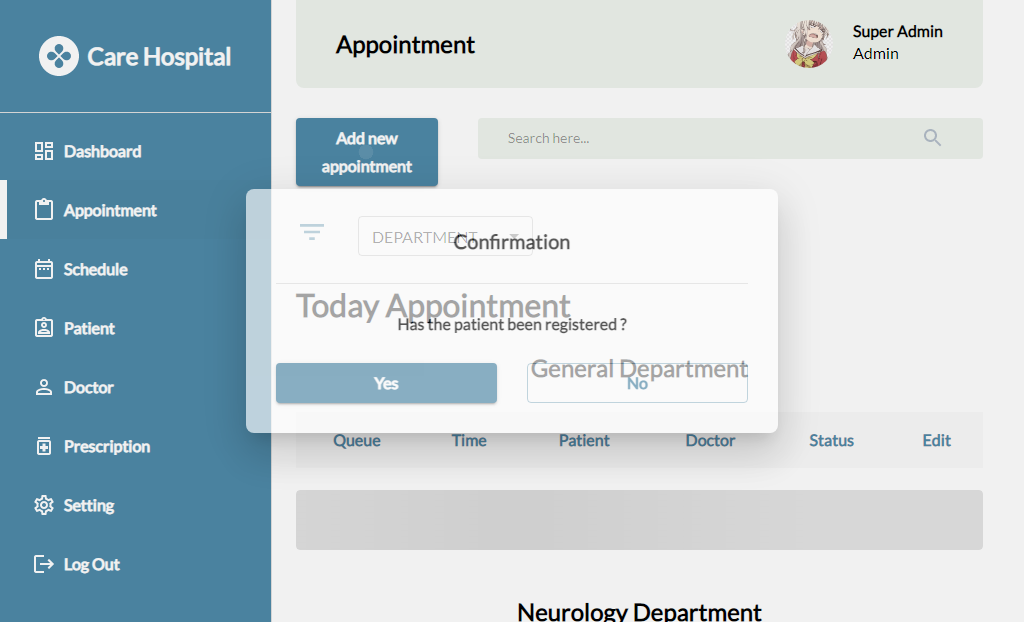 Care Hospital
Dashboard
Appointment
Schedule
Patient
Doctor
Prescription
Setting
Log Out
Appointment
Super Admin
Admin
Add new
appointment
Search here...
DEPARTMENT
Confirmation
Today Appointment
Has the patient been registered ?
General Department
Yes
No
Queue Time Patient Doctor Status Edit
Neurology Department